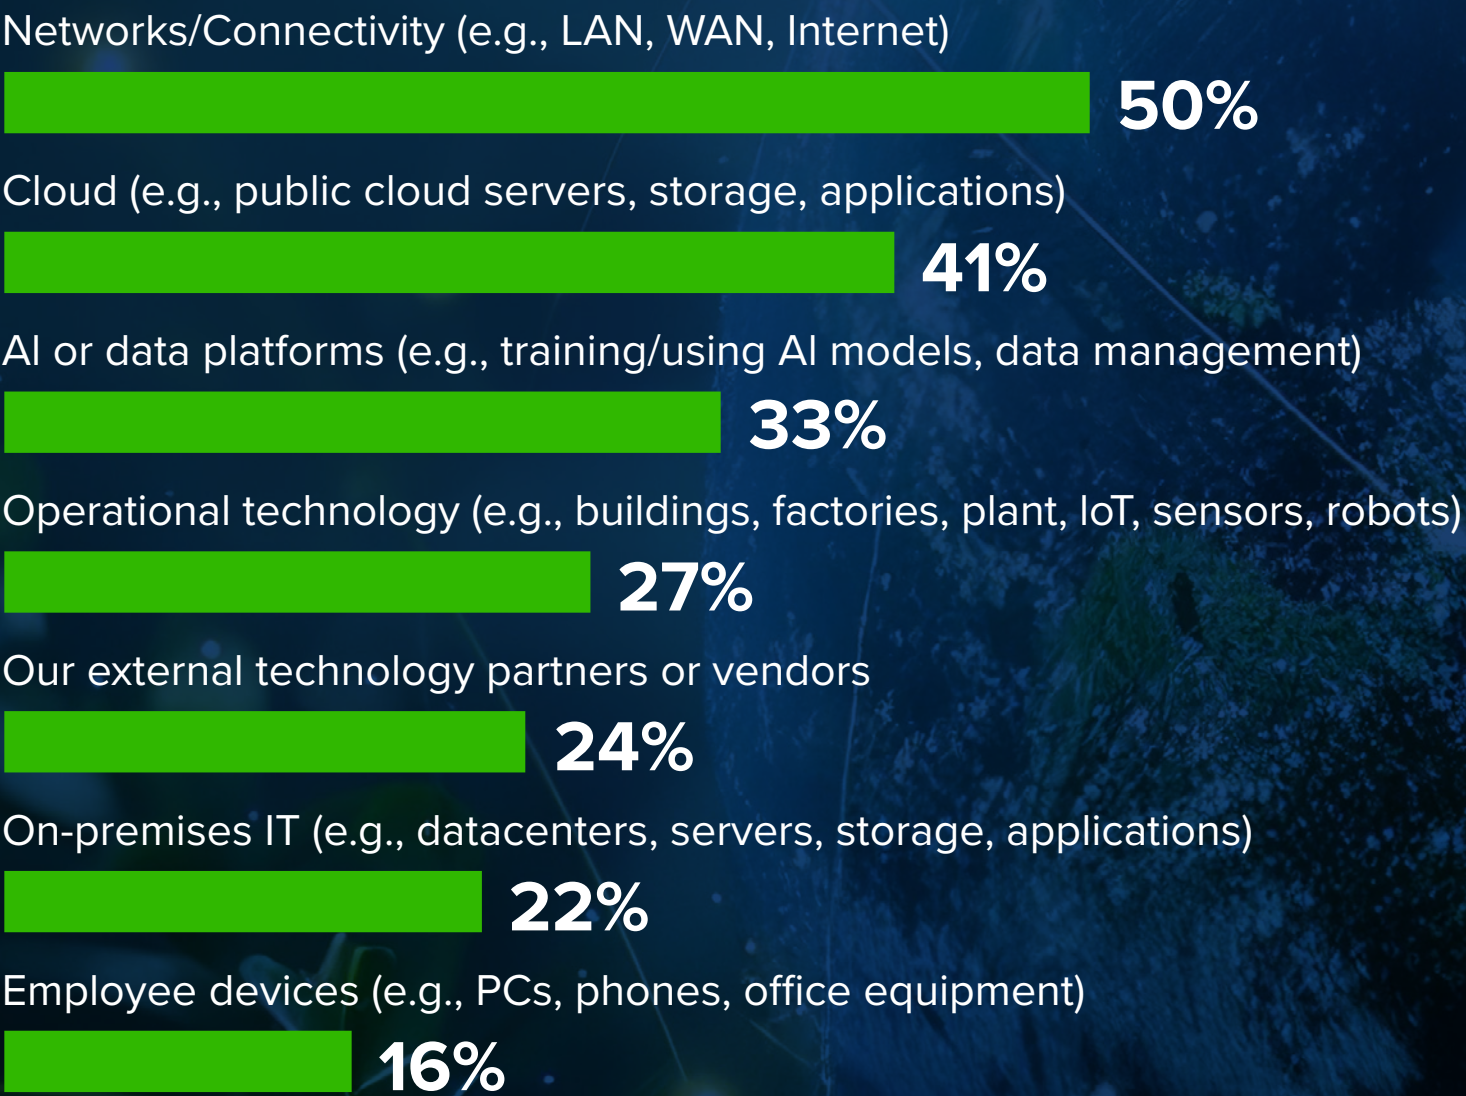 Networks/Connectivity (e.g., LAN, WAN, Internet)
50%
Cloud (e.g., public cloud servers, storage, applications)
41%
AI or data platforms (e.g., training/using AI models, data management)
33%
Operational technology (e.g., buildings, factories, plant, IoT, sensors, robots)
27%
Our external technology partners or vendors
24%
On-premises IT (e.g., datacenters, servers, storage, applications)
22%
Employee devices (e.g., PCs, phones, office equipment)
16%